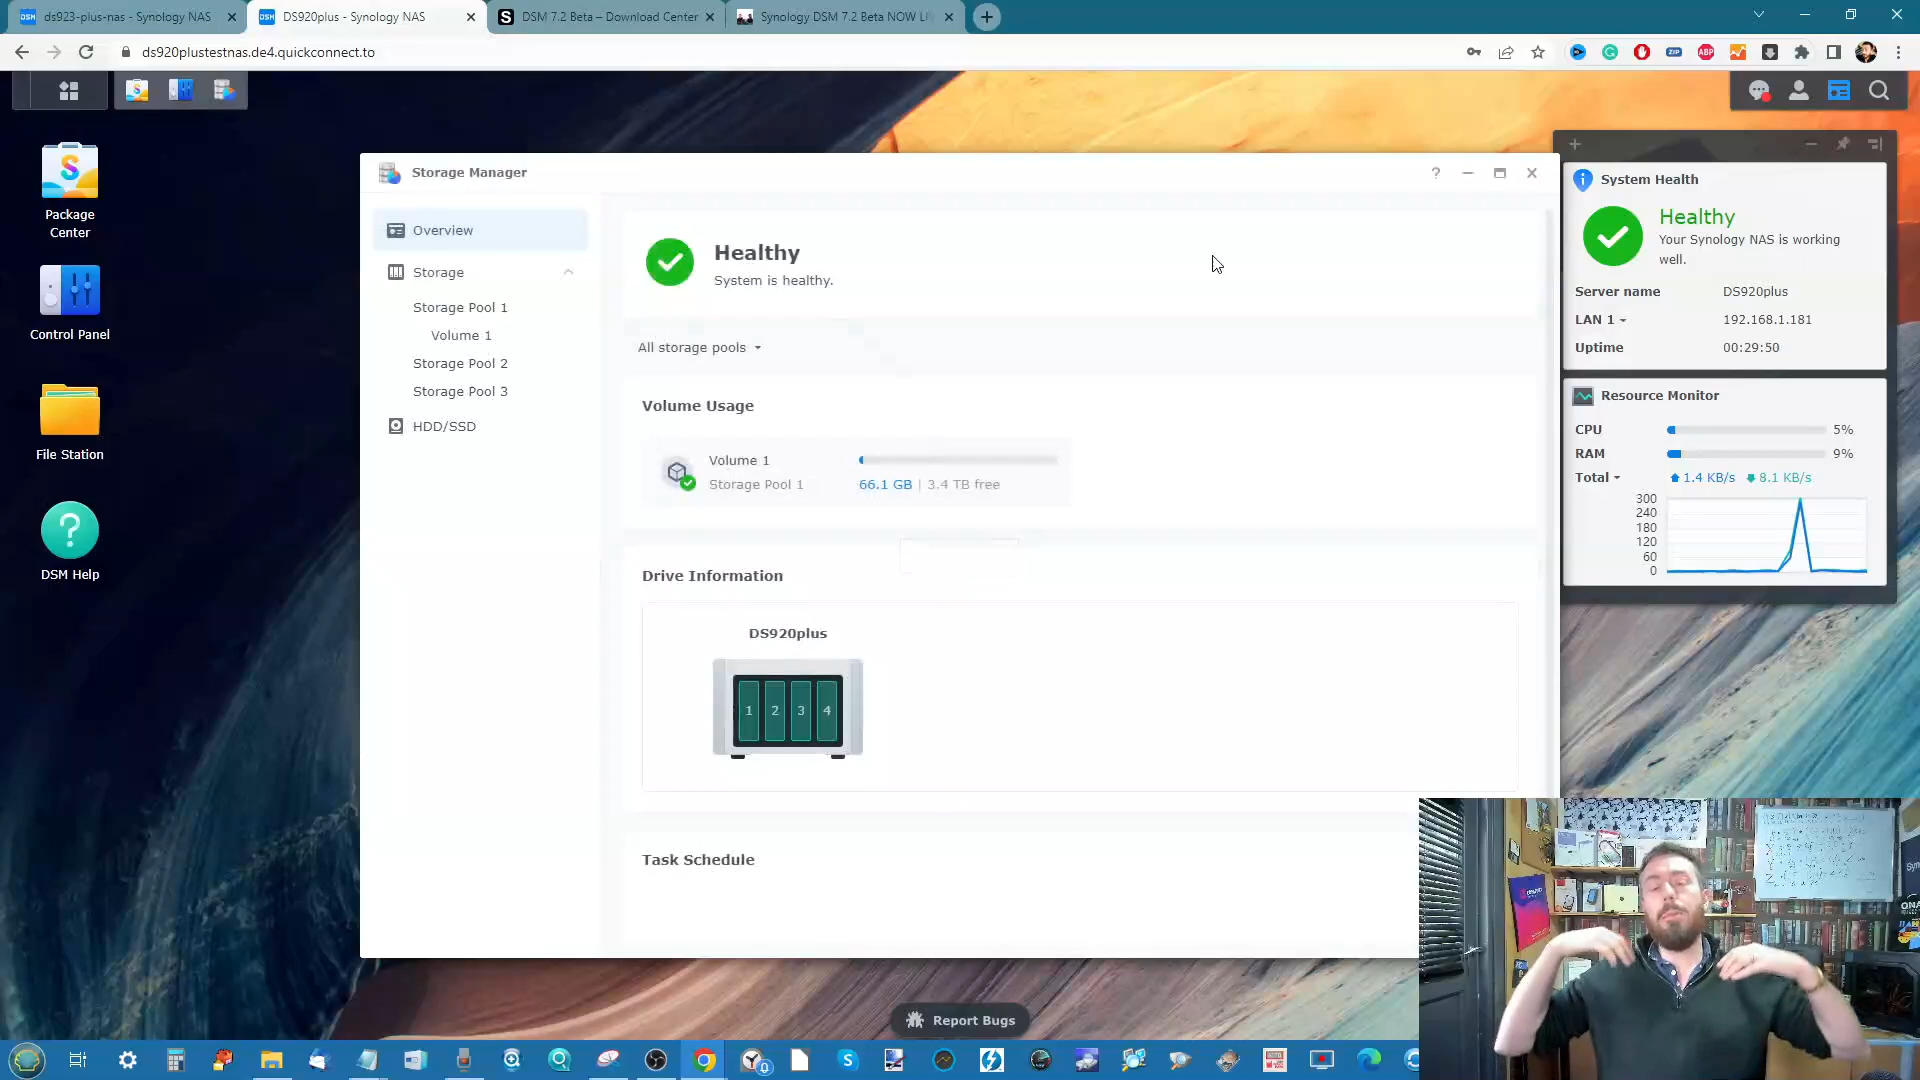 ds923-plus-nas - Synology NAS
DS920plus - Synology NAS
DSM 7.2 Beta – Download Center
Synology DSM 7.2 Beta NOW LI
ds920plustestnas.de4.quickconnect.to
Package
Center
Control Panel
File Station
DSM Help
Storage Manager
Overview
Storage
Storage Pool 1
Volume 1
Storage Pool 2
Storage Pool 3
HDD/SSD
Healthy
System is healthy.
All storage pools
Volume Usage
Volume 1
Storage Pool 1
66.1 GB | 3.4 TB free
Drive Information
DS920plus
1 2 3 4
Task Schedule
System Health
Healthy
Your Synology NAS is working
well.
Server name DS920plus
LAN 1 192.168.1.181
Uptime 00:29:50
Resource Monitor
CPU 5%
RAM 9%
Total 1.4 KB/s 8.1 KB/s
300
240
180
120
60
0
Report Bugs